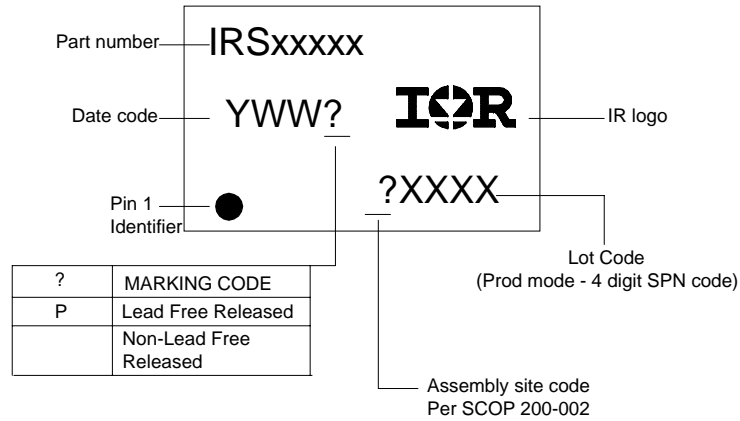 Part number
IRSxxxxx
Date code
YWW?
IOR
IR logo
?XXXX
Pin 1
Identifier
Lot Code
(Prod mode - 4 digit SPN code)
? MARKING CODE
P Lead Free Released
Non-Lead Free
Released
Assembly site code
Per SCOP 200-002